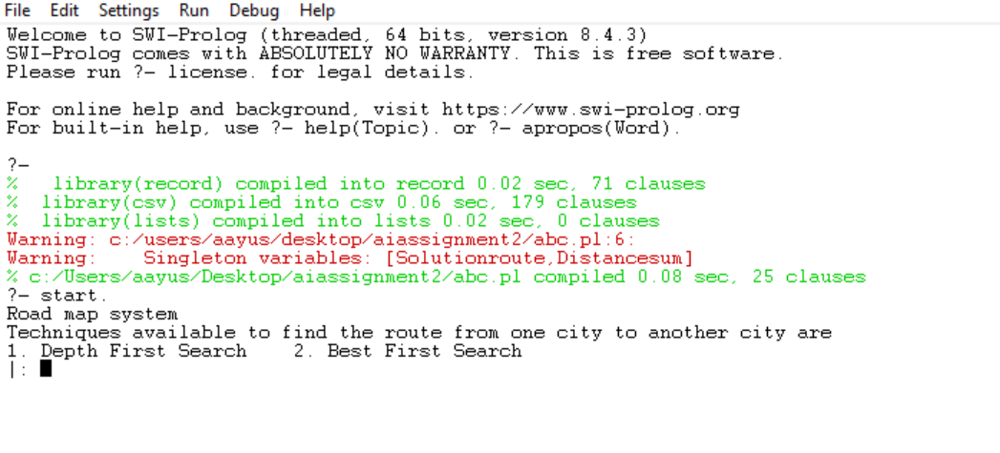 File Edit Settings Run Debug Help
Welcome to SWI-Prolog (threaded, 64 bits, version 8.4.3)
SWI-Prolog comes with ABSOLUTELY NO WARRANTY. This is free software.
Please run ?- license. for legal details.
For online help and background, visit https://www.swi-prolog.org
For built-in help, use ?- help(Topic). or ?- apropos(Word).
?-
%   library(record) compiled into record 0.02 sec, 71 clauses
%  library(csv) compiled into csv 0.06 sec, 179 clauses
%  library(lists) compiled into lists 0.02 sec, 0 clauses
Warning: c:/users/aayus/desktop/aiassignment2/abc.pl:6:
Warning:    Singleton variables: [Solutionroute,Distancesum]
% c:/Users/aayus/Desktop/aiassignment2/abc.pl compiled 0.08 sec, 25 clauses
?- start.
Road map system
Techniques available to find the route from one city to another city are
1. Depth First Search    2. Best First Search
|: